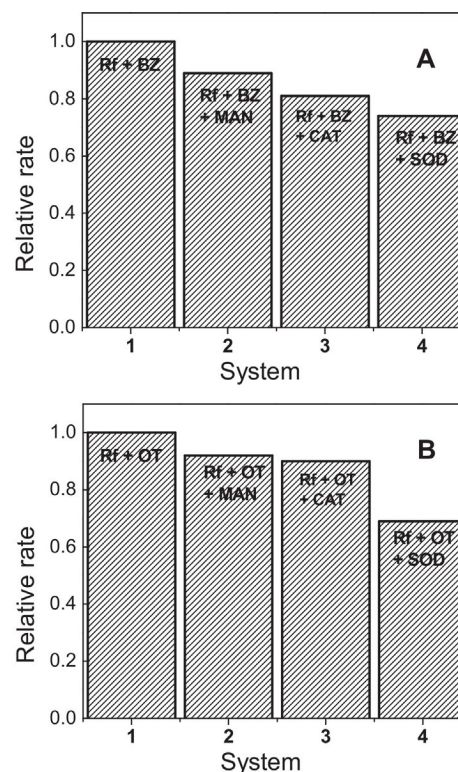 A
Relative rate
1.0
0.8
0.6
0.4
0.2
0.0
Rf + BZ
Rf + BZ
+ MAN
Rf + BZ
+ CAT
Rf + BZ
+ SOD
1 2 3 4
System
B
Relative rate
1.0
0.8
0.6
0.4
0.2
0.0
Rf + OT
Rf + OT
+ MAN
Rf + OT
+ CAT
Rf + OT
+ SOD
1 2 3 4
System